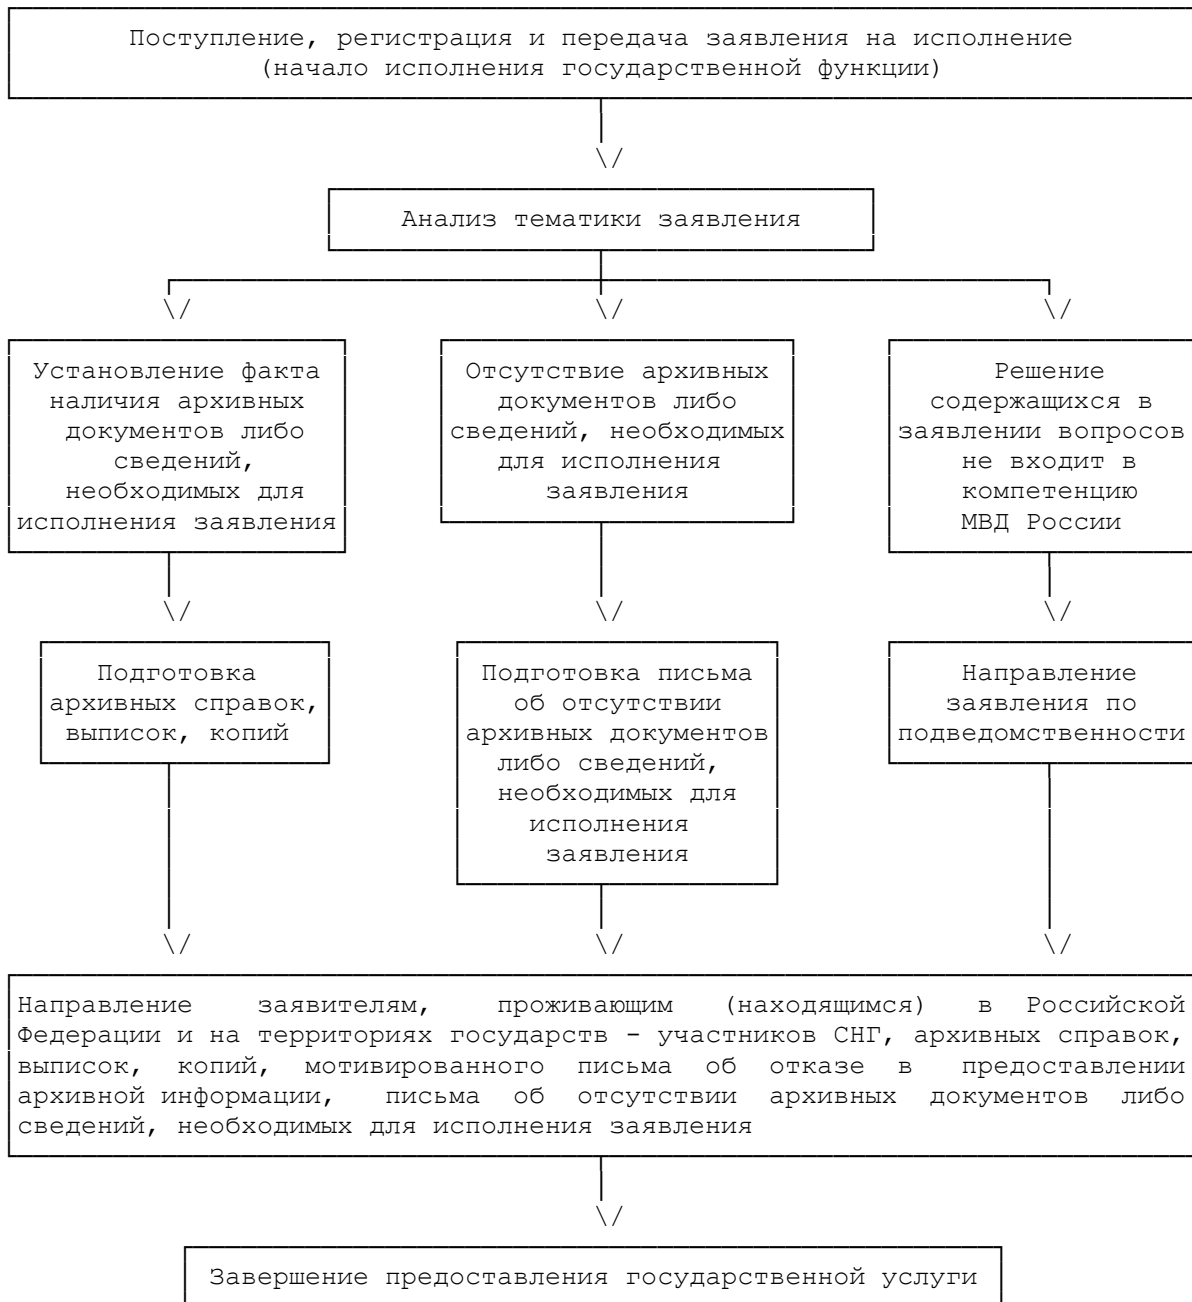 Поступление, регистрация и передача заявления на исполнение
(начало исполнения государственной функции)
Анализ тематики заявления
Установление факта
наличия архивных
документов либо
сведений,
необходимых для
исполнения заявления
Отсутствие архивных
документов либо
сведений, необходимых
для исполнения
заявления
Решение
содержащихся в
заявлении вопросов
не входит в
компетенцию
МВД России
Подготовка
архивных справок,
выписок, копий
Подготовка письма
об отсутствии
архивных документов
либо сведений,
необходимых для
исполнения
заявления
Направление
заявления по
подведомственности
Направление заявителям, проживающим (находящимся) в Российской
Федерации и на территориях государств - участников СНГ, архивных справок,
выписок, копий, мотивированного письма об отказе в предоставлении
архивной информации, письма об отсутствии архивных документов либо
сведений, необходимых для исполнения заявления
Завершение предоставления государственной услуги